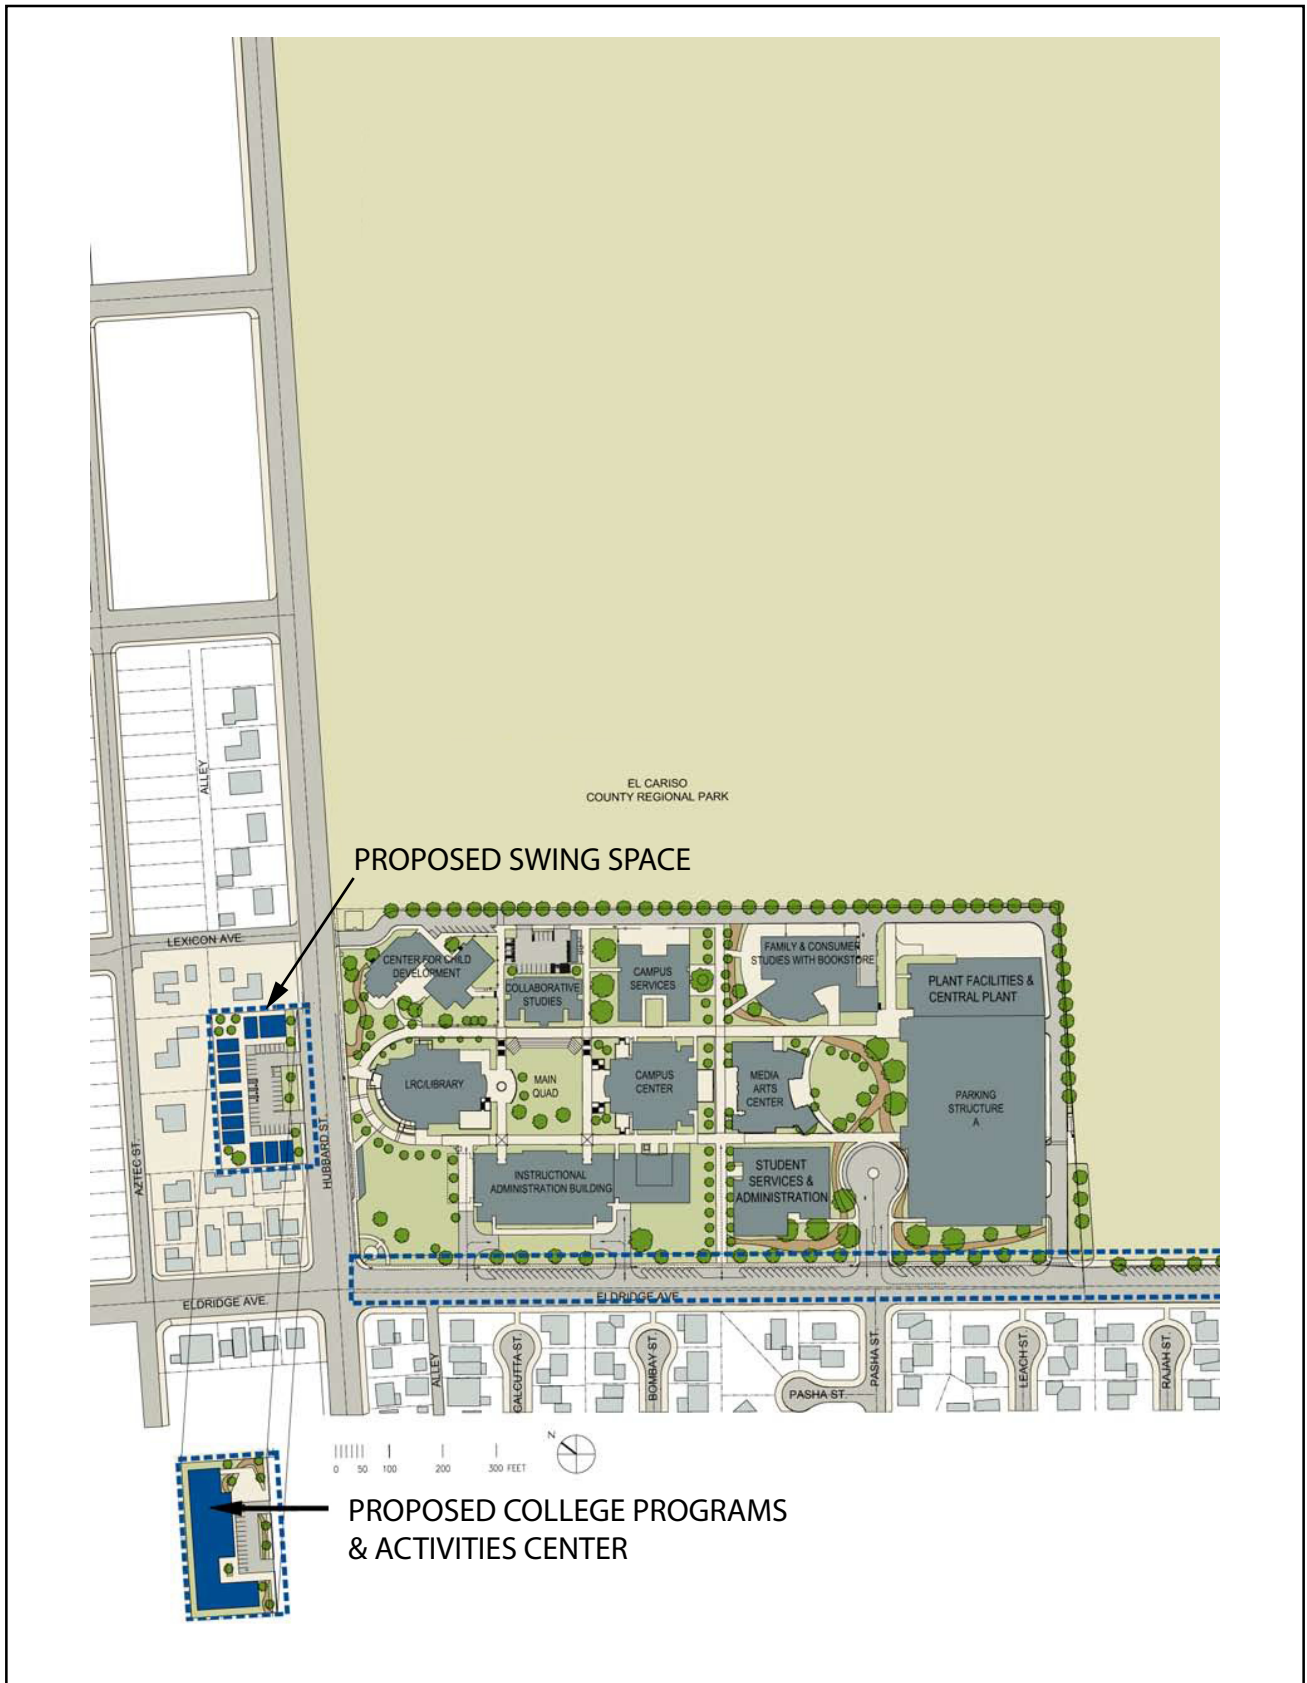 EL CARISO
COUNTY REGIONAL PARK
ALLEY
PROPOSED SWING SPACE
LEXICON AVE.
CENTER FOR CHILD
DEVELOPMENT
COLLABORATIVE
STUDIES
CAMPUS
SERVICES
FAMILY & CONSUMER
STUDIES WITH BOOKSTORE
PLANT FACILITIES &
CENTRAL PLANT
LRC/LIBRARY
MAIN
QUAD
CAMPUS
CENTER
MEDIA
ARTS
CENTER
PARKING
STRUCTURE
A
AZTEC ST.
HUBBARD ST.
INSTRUCTIONAL
ADMINISTRATION BUILDING
STUDENT
SERVICES &
ADMINISTRATION
ELDRIDGE AVE.
ELDRIDGE AVE.
ALLEY
CALCUTTA ST.
BOMBAY ST.
PASHA ST.
PASHA ST.
LEACH ST.
RAJAH ST.
N
0 50 100 200 300 FEET
PROPOSED COLLEGE PROGRAMS
& ACTIVITIES CENTER